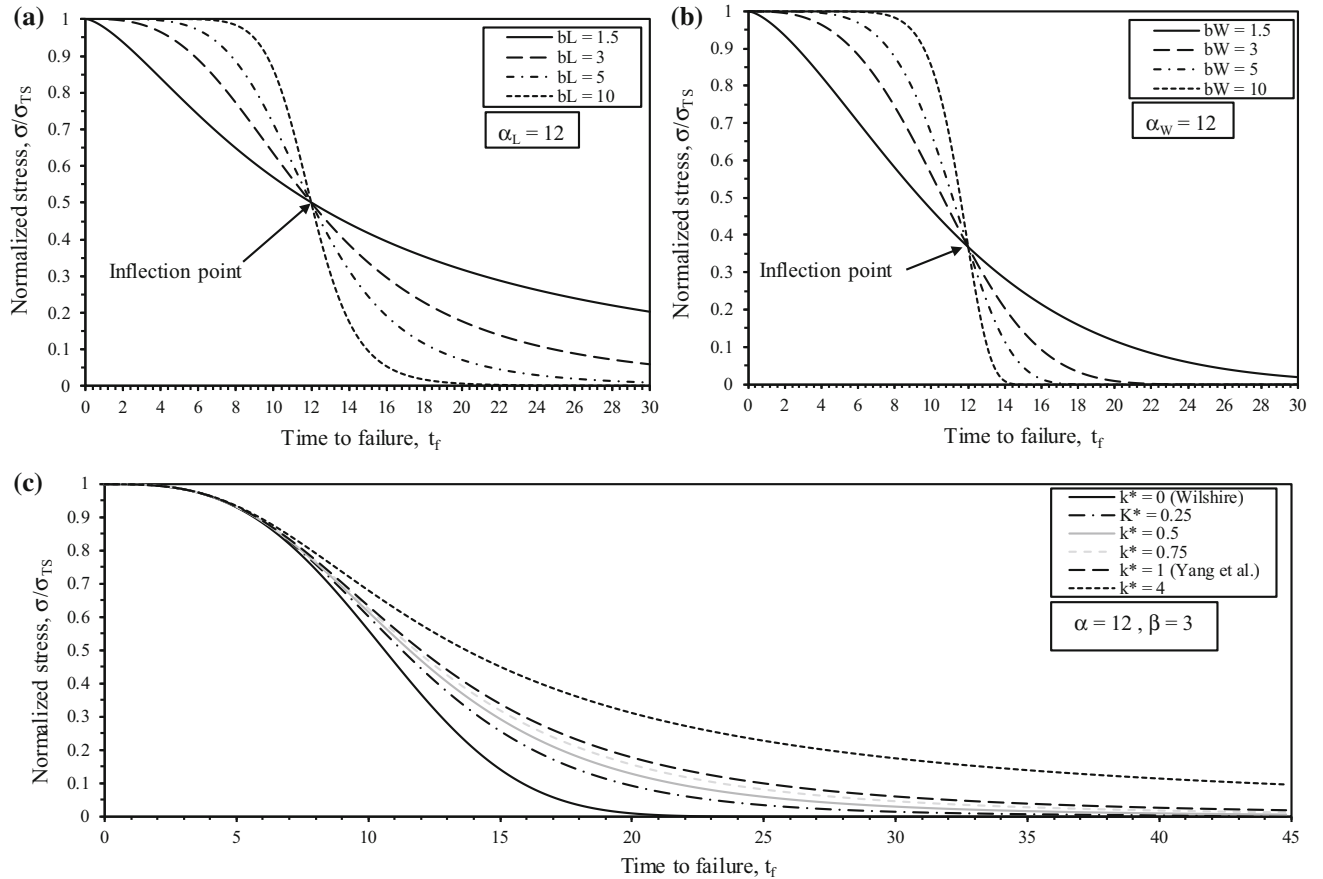 (a)
Normalized stress, σ/σTS
1
0.9
0.8
0.7
0.6
0.5
0.4
0.3
0.2
0.1
0
bL = 1.5
bL = 3
bL = 5
bL = 10
αL = 12
Inflection point
0 2 4 6 8 10 12 14 16 18 20 22 24 26 28 30
Time to failure, tf
(b)
Normalized stress, σ/σTS
1
0.9
0.8
0.7
0.6
0.5
0.4
0.3
0.2
0.1
0
bW = 1.5
bW = 3
bW = 5
bW = 10
αW = 12
Inflection point
0 2 4 6 8 10 12 14 16 18 20 22 24 26 28 30
Time to failure, tf
(c)
Normalized stress, σ/σTS
1
0.9
0.8
0.7
0.6
0.5
0.4
0.3
0.2
0.1
0
k* = 0 (Wilshire)
K* = 0.25
k* = 0.5
k* = 0.75
k* = 1 (Yang et al.)
k* = 4
α = 12 , β = 3
0 5 10 15 20 25 30 35 40 45
Time to failure, tf